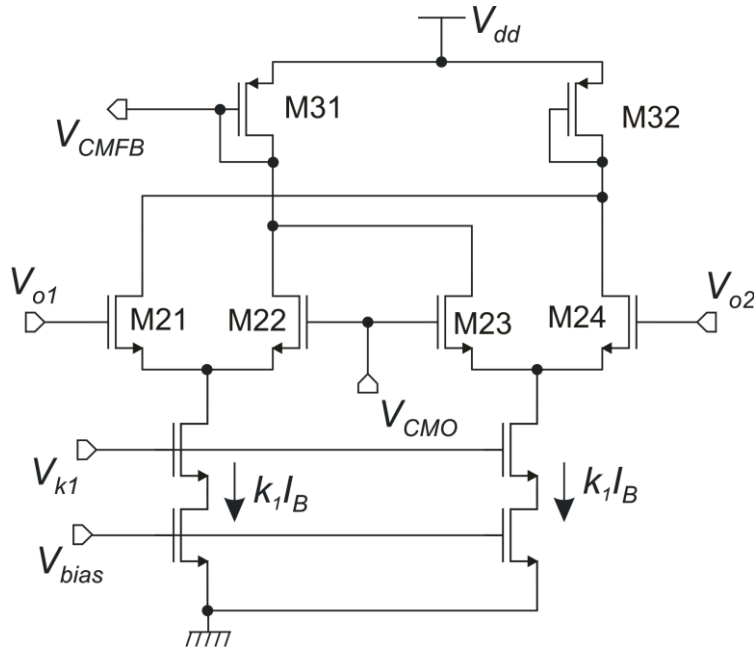 Vdd
M31
M32
VCMFB
Vo1
M21
M22
M23
M24
Vo2
VCMO
Vk1
k1IB
k1IB
Vbias